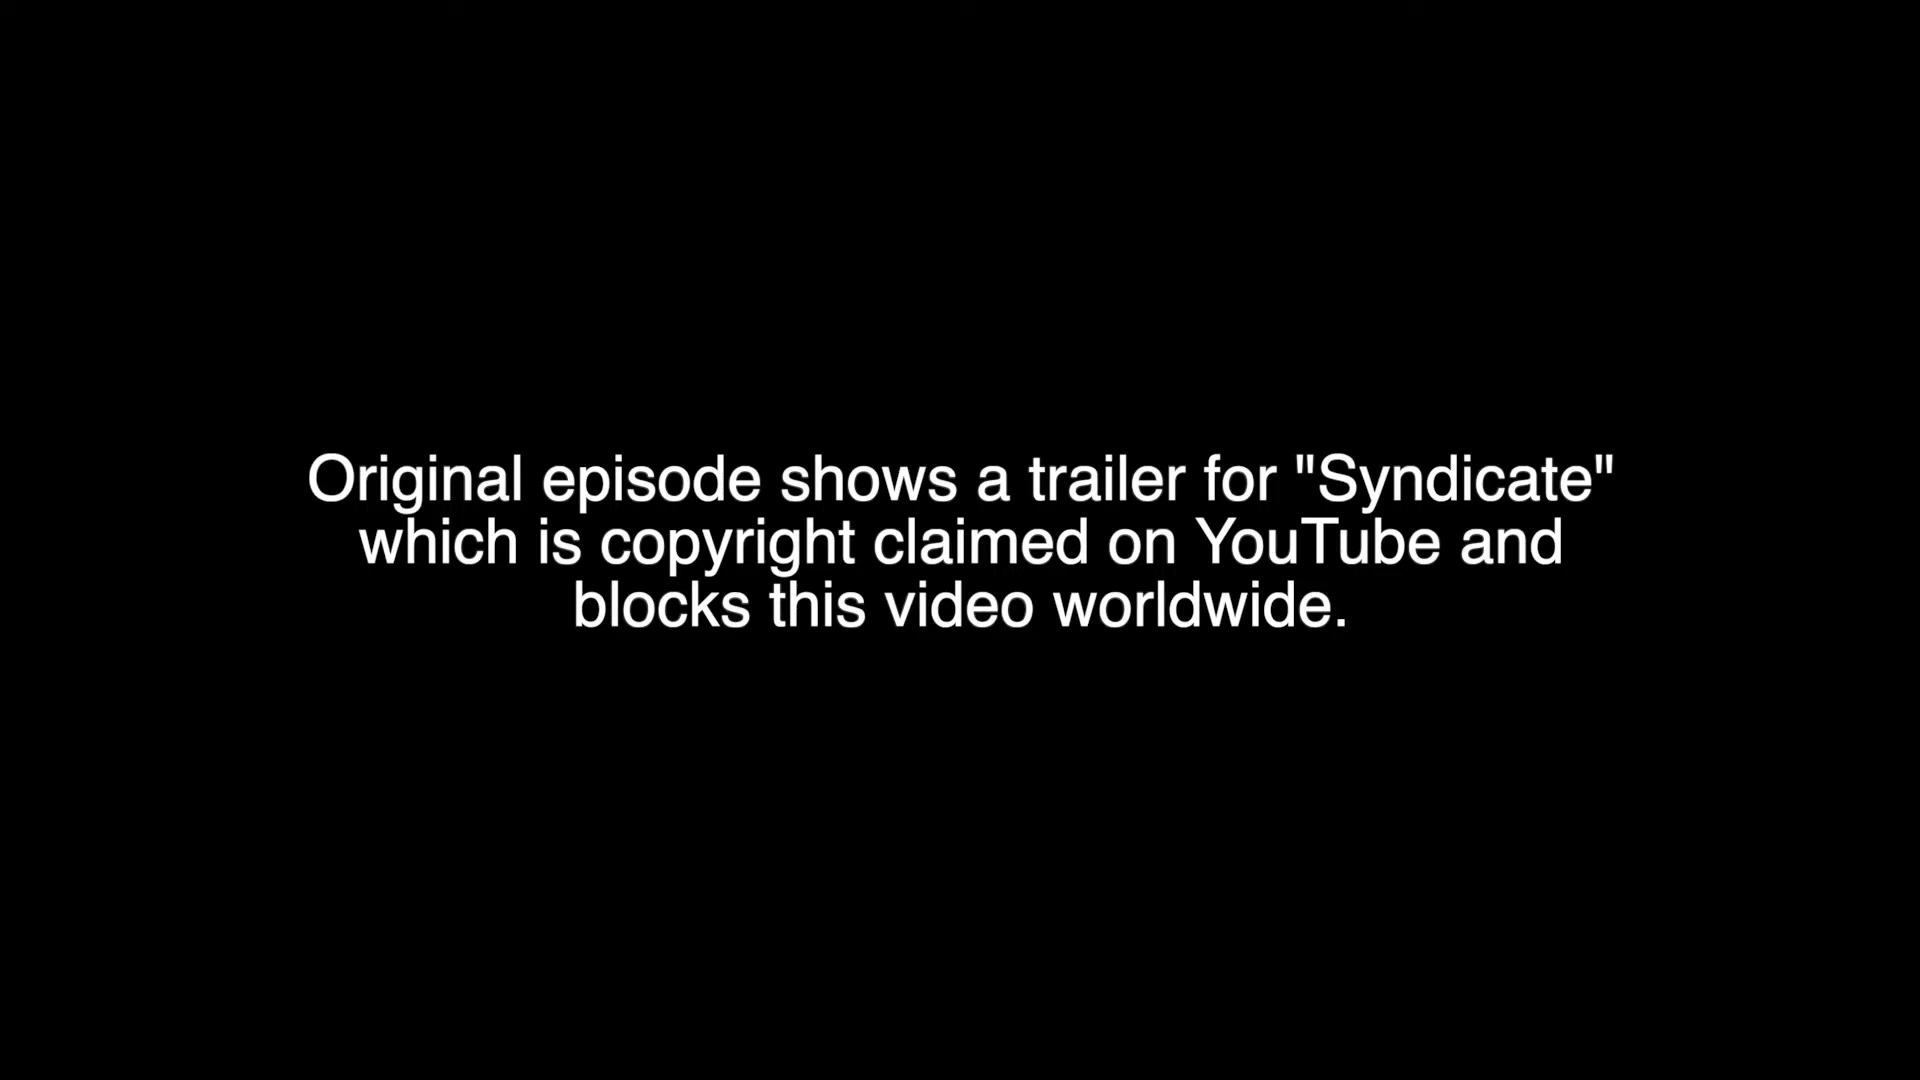 Original episode shows a trailer for "Syndicate"
which is copyright claimed on YouTube and
blocks this video worldwide.